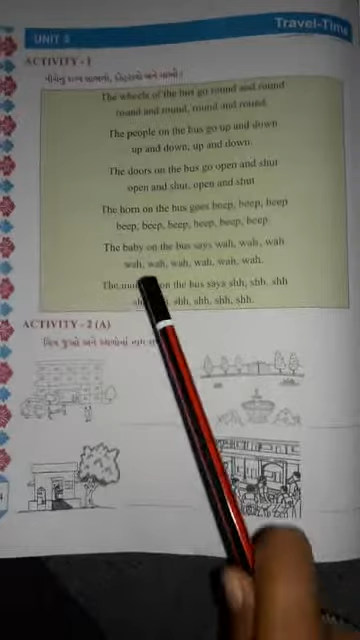 Travel-Time
UNIT 5
ACTIVITY - 1
The wheels of the bus go round and round
round and round, round and round.
The people on the bus go up and down
up and down, up and down.
The doors on the bus go open and shut
open and shut, open and shut
The horn on the bus goes beep, beep, beep
beep, beep, beep, beep, beep, beep
The baby on the bus says wah, wah, wah
wah, wah, wah, wah, wah, wah.
The on the bus says shh, shh, shh
shh, shh, shh, shh.
ACTIVITY - 2 (A)
ચિત્ર જુઓ અને સ્થળોનાં નામ